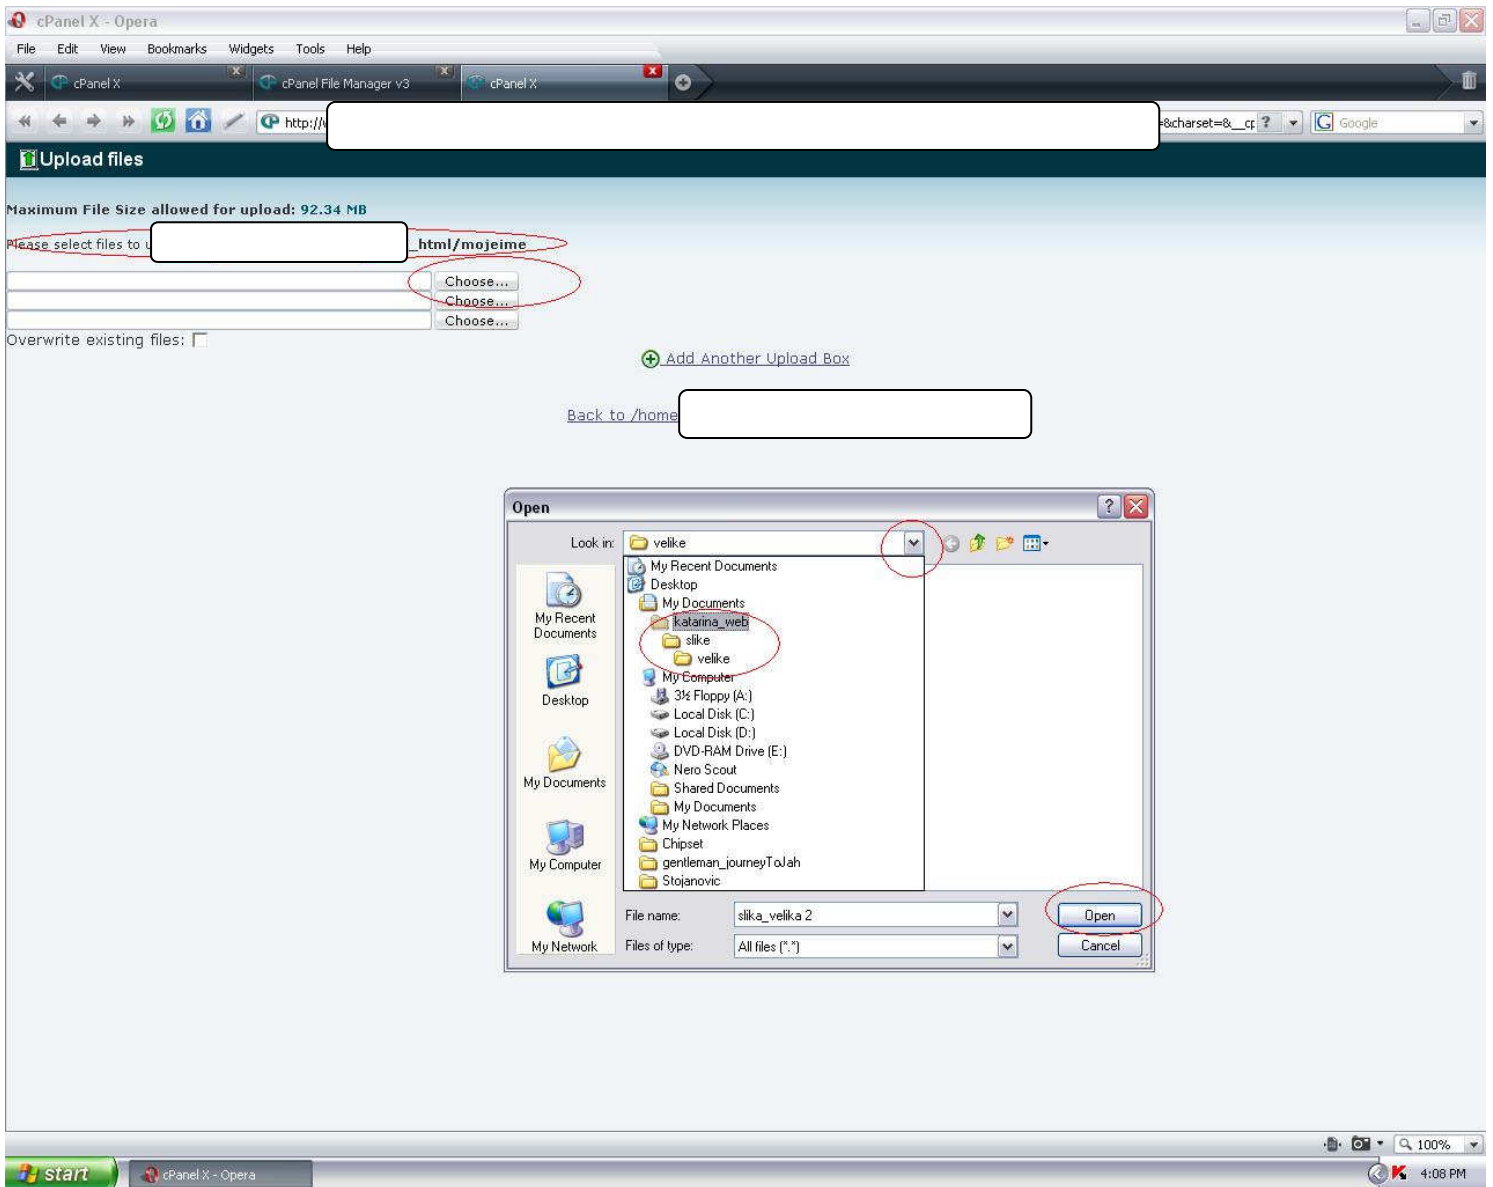 cPanel X - Opera
File Edit View Bookmarks Widgets Tools Help
cPanel X cPanel File Manager v3 cPanel X
http:// =&charset=&__cp ? Google
Upload files
Maximum File Size allowed for upload: 92.34 MB
Please select files to _html/mojeime
Choose...
Choose...
Choose...
Overwrite existing files:
Add Another Upload Box
Back to /home
Open
Look in: velike
My Recent Documents
Desktop
My Documents
katarina_web
slike
velike
My Computer
3½ Floppy (A:)
Local Disk (C:)
Local Disk (D:)
DVD-RAM Drive (E:)
Nero Scout
Shared Documents
My Documents
My Network Places
Chipset
gentleman_journeyToJah
Stojanovic
My Recent
Documents
Desktop
My Documents
My Computer
My Network
File name: slika_velika 2 Open
Files of type: All files (*.*) Cancel
100%
start cPanel X - Opera 4:08 PM